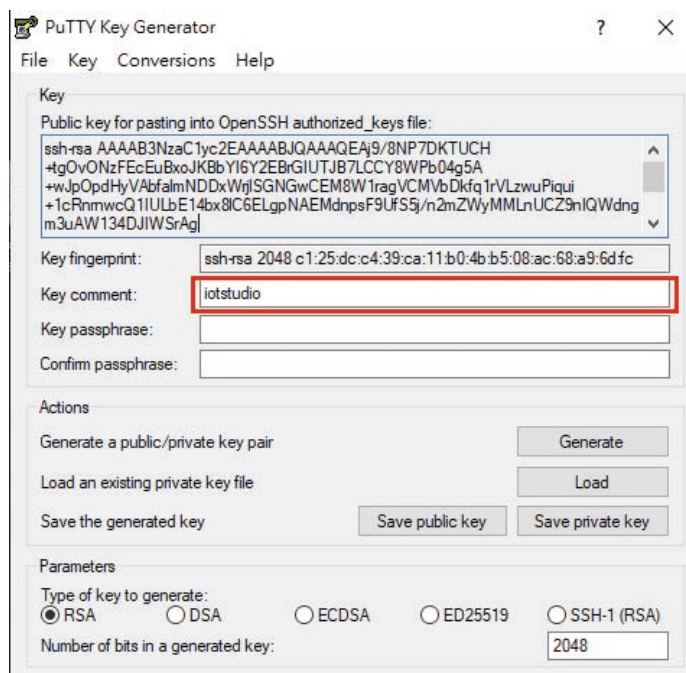 PuTTY Key Generator
? ×
File Key Conversions Help
Key
Public key for pasting into OpenSSH authorized_keys file:
ssh-rsa AAAAB3NzaC1yc2EAAAABJQAAAQEAj9/8NP7DKTUCH
+tgOvONzFEcEuBxoJKBbYI6Y2EBrGIUTJB7LCCY8WPb04g5A
+wJpOpdHyVAbfalmNDDxWrjlSGNGwCEM8W1ragVCMVbDkfq1rVLzwuPiqui
+1cRnrnwcQ1IULbE14bx8lC6ELgpNAEMdnpsF9UfS5j/n2mZWyMMLnUCZ9nlQWdng
m3uAW134DJIWSrAg
Key fingerprint: ssh-rsa 2048 c1:25:dc:c4:39:ca:11:b0:4b:b5:08:ac:68:a9:6d:fc
Key comment: iotstudio
Key passphrase:
Confirm passphrase:
Actions
Generate a public/private key pair Generate
Load an existing private key file Load
Save the generated key Save public key Save private key
Parameters
Type of key to generate:
RSA DSA ECDSA ED25519 SSH-1 (RSA)
Number of bits in a generated key: 2048